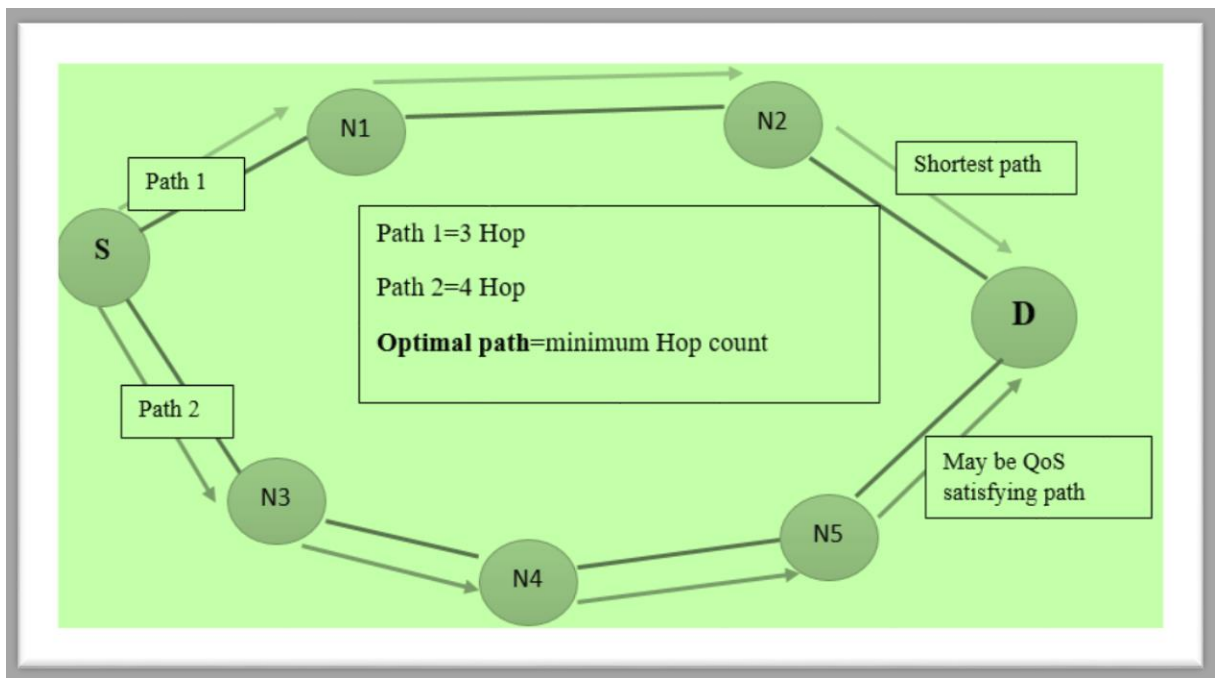 N1
N2
Path 1
Shortest path
S
Path 1=3 Hop
Path 2=4 Hop
Optimal path=minimum Hop count
D
Path 2
May be QoS
satisfying path
N3
N4
N5